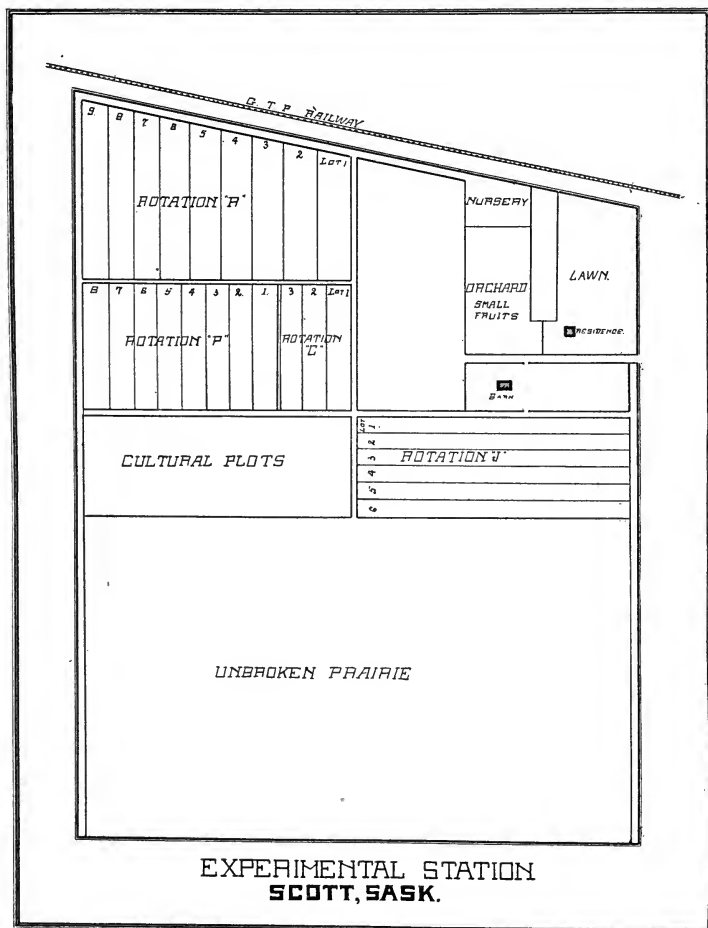 G. T. P. RAILWAY
9 8 7 6 5 4 3 2 LOT 1
ROTATION "R"
NURSERY
ORCHARD
SMALL
FRUITS
LAWN.
RESIDENCE.
8 7 6 5 4 3 2. 1. 3 2 LOT 1
ROTATION "P"
ROTATION
"C"
BARN
CULTURAL PLOTS
LOT 1.
2
3
4
5
6
ROTATION "J"
UNBROKEN PRAIRIE
EXPERIMENTAL STATION
SCOTT, SASK.